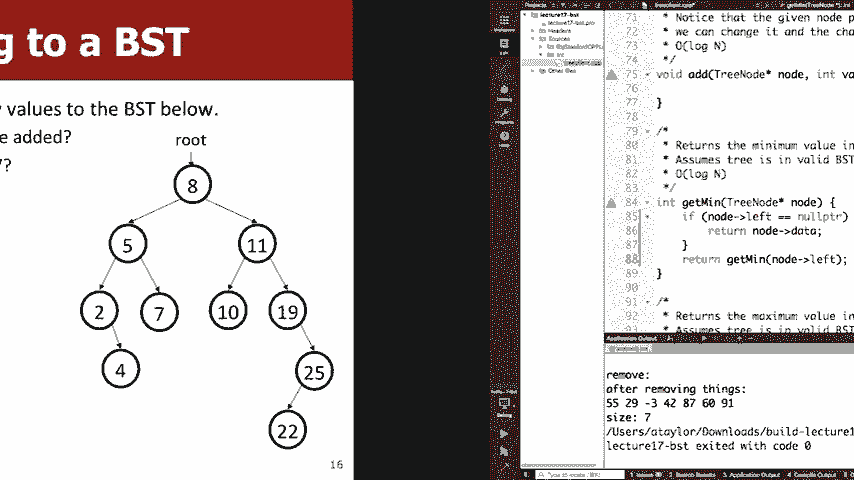 g to a BST
values to the BST below.
e added?
?
root
8
5
11
2
7
10
19
4
25
22
16
Projects
lecture17-bst
lecture17-bst.pro
Headers
Sources
Other files
71 * Notice that the given node p
72 * we can change it and the cha
73 * O(log N)
74 */
75 void add(TreeNode* node, int va
76
77 }
78
79 /*
80 * Returns the minimum value in
81 * Assumes tree is in valid BST
82 * O(log N)
83 */
84 int getMin(TreeNode* node) {
85 if (node->left == nullptr)
86 return node->data;
87 }
88 return getMin(node->left);
89 }
90
91 /*
92 * Returns the maximum value in
93 * Assumes tree is in valid BST
Application Output
remove:
after removing things:
55 29 -3 42 87 60 91
size: 7
/Users/ataylor/Downloads/build-lecture1
lecture17-bst exited with code 0